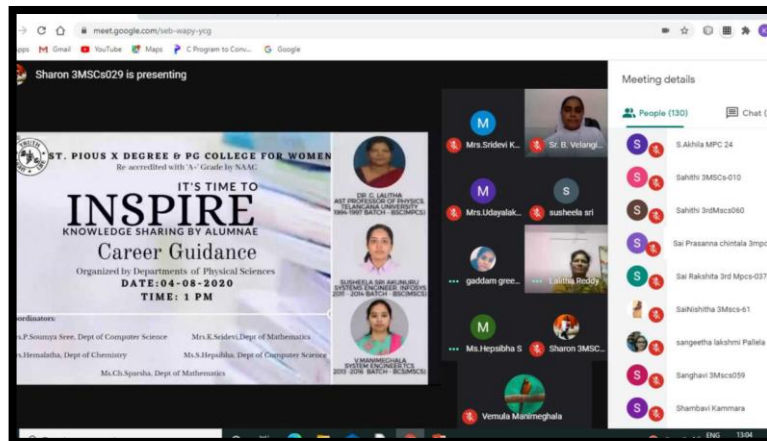 meet.google.com/seb-wapy-ycg
Gmail
YouTube
Maps
C Program to Conv...
Google
Sharon 3MSCs029 is presenting
ST. PIOUS X DEGREE & PG COLLEGE FOR WOMEN
Re-accredited with 'A+' Grade by NAAC
IT'S TIME TO
INSPIRE
KNOWLEDGE SHARING BY ALUMNAE
Career Guidance
Organized by Departments of Physical Sciences
DATE:04-08-2020
TIME: 1 PM
Mrs.K.Sridevi,Dept of Mathematics
Mrs.S.Hepsibha, Dept of Computer Science
Ms.Ch.Sparsha, Dept of Mathematics
DR. G. LALITHA
AST PROFESSOR OF PHYSICS,
TELANGANA UNIVERSITY
1994-1997 BATCH - BSC(MPCS)
SUSHEELA SRI AKUNURU
SYSTEMS ENGINEER, INFOSYS
2011 - 2014 BATCH - BSC(MSCS)
V.MANIMEGHALA
SYSTEM ENGINEER,TCS
M
Mrs.Sridevi K...
Sr. B. Velangi...
M
Mrs.Udayalak...
S
susheela sri
gaddam gree...
Lalitha Reddy
M
Ms.Hepsibha S
Sharon 3MSC...
Vemula Manimeghala
Meeting details
People (130)
Chat (
S
S.Akhila MPC 24
S
Sahithi 3MSCs-010
S
Sahithi 3rdMscs060
S
Sai Prasanna chintala 3mpc
S
Sai Rakshita 3rd Mpcs-037
SaiNishitha 3Mscs-61
sangeetha lakshmi Pallela
S
Sanghavi 3Mscs059
S
Shambavi Kammara
ENG
13:04